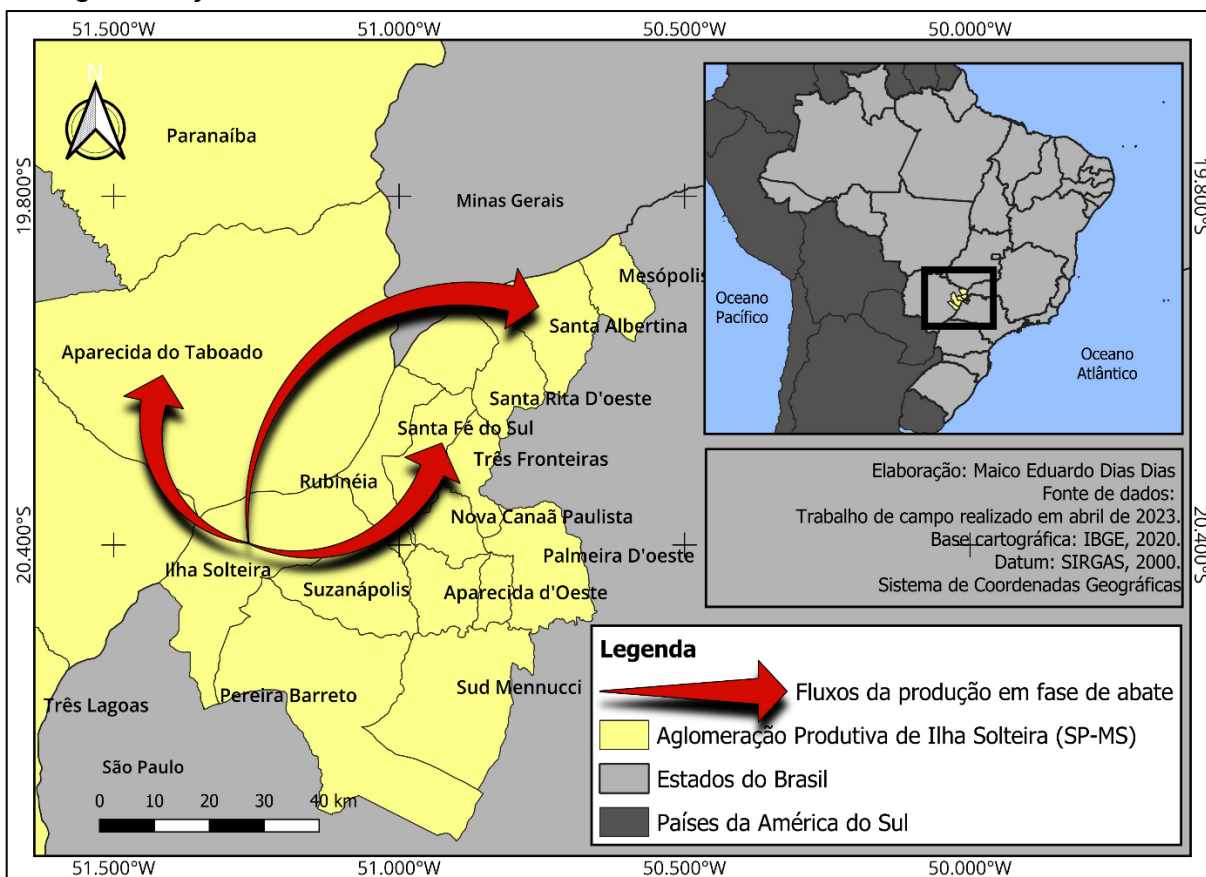 51.500°W 51.000°W 50.500°W 50.000°W
N
Paranaíba
19.800°S
19.800°S
Minas Gerais
Mesópolis
Santa Albertina
Aparecida do Taboado
Santa Rita D'oeste
Santa Fé do Sul
Três Fronteiras
Rubinéia
Nova Canaã Paulista
20.400°S
20.400°S
Palmeira D'oeste
Ilha Solteira
Suzanápolis
Aparecida d'Oeste
Sud Mennucci
Pereira Barreto
Três Lagoas
São Paulo
0 10 20 30 40 km
Oceano
Pacífico
Oceano
Atlântico
Elaboração: Maico Eduardo Dias Dias
Fonte de dados:
Trabalho de campo realizado em abril de 2023.
Base cartográfica: IBGE, 2020.
Datum: SIRGAS, 2000.
Sistema de Coordenadas Geográficas
Legenda
Fluxos da produção em fase de abate
Aglomeração Produtiva de Ilha Solteira (SP-MS)
Estados do Brasil
Países da América do Sul
51.500°W 51.000°W 50.500°W 50.000°W